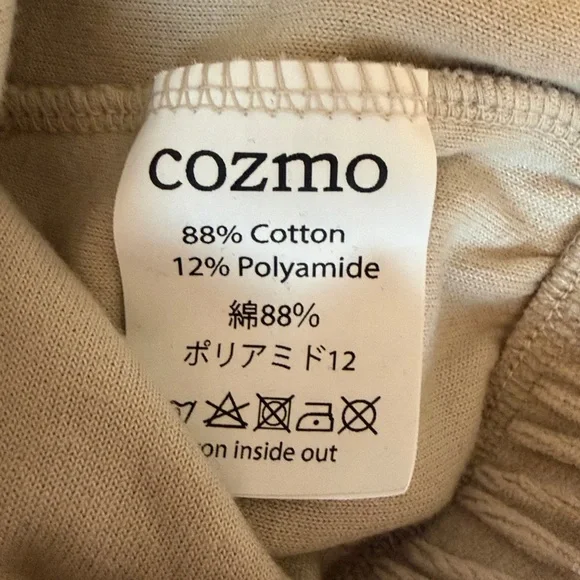 cozmo
88% Cotton
12% Polyamide
綿88%
ポリアミド12
on inside out